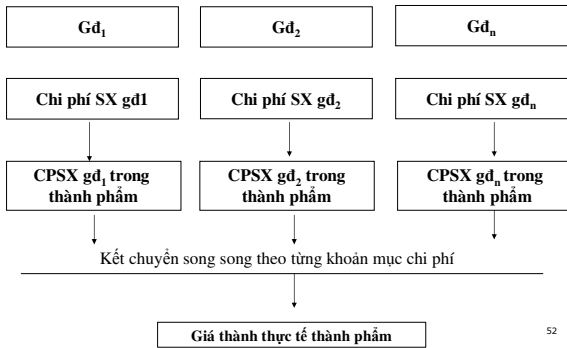 Gđ1 Gđ2 Gđn
Chi phí SX gđ1 Chi phí SX gđ2 Chi phí SX gđn
CPSX gđ1 trong CPSX gđ2 trong CPSX gđn trong
thành phẩm thành phẩm thành phẩm
Kết chuyển song song theo từng khoản mục chi phí
Giá thành thực tế thành phẩm
52